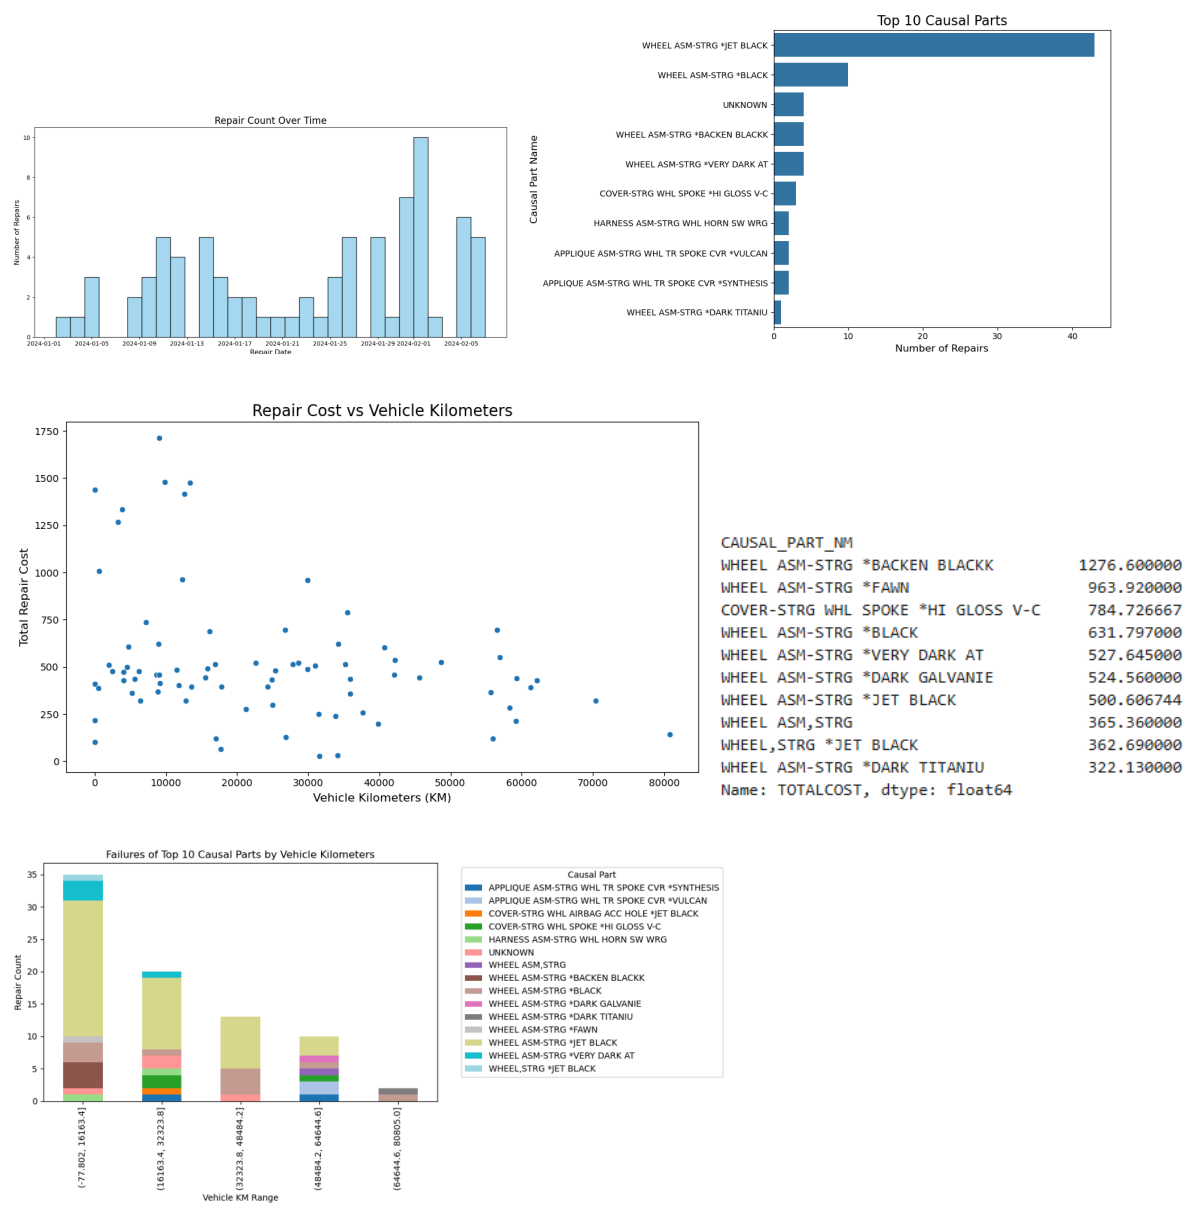 Top 10 Causal Parts
WHEEL ASM-STRG *JET BLACK
WHEEL ASM-STRG *BLACK
UNKNOWN
WHEEL ASM-STRG *BACKEN BLACKK
WHEEL ASM-STRG *VERY DARK AT
COVER-STRG WHL SPOKE *HI GLOSS V-C
HARNESS ASM-STRG WHL HORN SW WRG
APPLIQUE ASM-STRG WHL TR SPOKE CVR *VULCAN
APPLIQUE ASM-STRG WHL TR SPOKE CVR *SYNTHESIS
WHEEL ASM-STRG *DARK TITANIU
Causal Part Name
0 10 20 30 40
Number of Repairs
Repair Count Over Time
10
8
6
4
2
0
Number of Repairs
2024-01-01 2024-01-05 2024-01-09 2024-01-13 2024-01-17 2024-01-21 2024-01-25 2024-01-29 2024-02-01 2024-02-05
Repair Date
Repair Cost vs Vehicle Kilometers
1750
1500
1250
1000
750
500
250
0
Total Repair Cost
0 10000 20000 30000 40000 50000 60000 70000 80000
Vehicle Kilometers (KM)
CAUSAL_PART_NM
WHEEL ASM-STRG *BACKEN BLACKK 1276.600000
WHEEL ASM-STRG *FAWN 963.920000
COVER-STRG WHL SPOKE *HI GLOSS V-C 784.726667
WHEEL ASM-STRG *BLACK 631.797000
WHEEL ASM-STRG *VERY DARK AT 527.645000
WHEEL ASM-STRG *DARK GALVANIE 524.560000
WHEEL ASM-STRG *JET BLACK 500.606744
WHEEL ASM,STRG 365.360000
WHEEL,STRG *JET BLACK 362.690000
WHEEL ASM-STRG *DARK TITANIU 322.130000
Name: TOTALCOST, dtype: float64
Failures of Top 10 Causal Parts by Vehicle Kilometers
35
30
25
20
15
10
5
0
Repair Count
(-77.802, 16163.4]
(16163.4, 32323.8]
(32323.8, 48484.2]
(48484.2, 64644.6]
(64644.6, 80805.0]
Vehicle KM Range
Causal Part
APPLIQUE ASM-STRG WHL TR SPOKE CVR *SYNTHESIS
APPLIQUE ASM-STRG WHL TR SPOKE CVR *VULCAN
COVER-STRG WHL AIRBAG ACC HOLE *JET BLACK
COVER-STRG WHL SPOKE *HI GLOSS V-C
HARNESS ASM-STRG WHL HORN SW WRG
UNKNOWN
WHEEL ASM,STRG
WHEEL ASM-STRG *BACKEN BLACKK
WHEEL ASM-STRG *BLACK
WHEEL ASM-STRG *DARK GALVANIE
WHEEL ASM-STRG *DARK TITANIU
WHEEL ASM-STRG *FAWN
WHEEL ASM-STRG *JET BLACK
WHEEL ASM-STRG *VERY DARK AT
WHEEL,STRG *JET BLACK